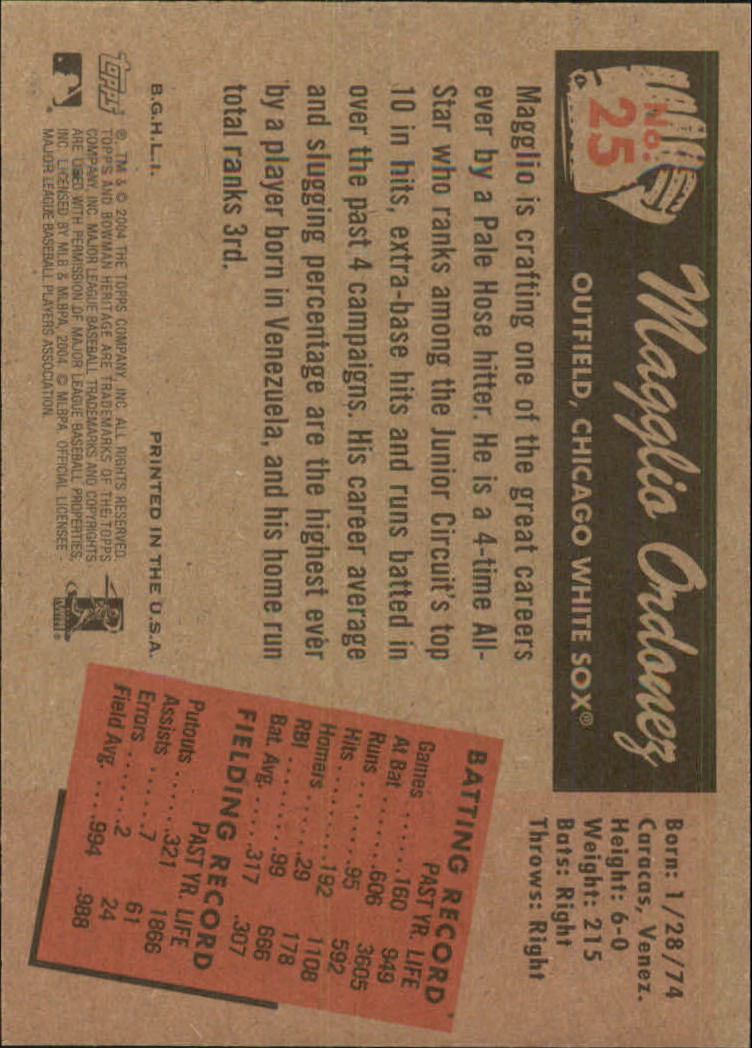 No.
25
Magglio Ordonez
OUTFIELD, CHICAGO WHITE SOX®
Born: 1/28/74
Caracas, Venez.
Height: 6-0
Weight: 215
Bats: Right
Throws: Right
Magglio is crafting one of the great careers
ever by a Pale Hose hitter. He is a 4-time All-
Star who ranks among the Junior Circuit's top
10 in hits, extra-base hits and runs batted in
over the past 4 campaigns. His career average
and slugging percentage are the highest ever
by a player born in Venezuela, and his home run
total ranks 3rd.
BATTING RECORD
PAST YR. LIFE
Games ......160 949
At Bat ......606 3605
Runs ......95 592
Hits ......192 1108
Homers ......29 178
RBI ......99 666
Bat. Avg. .....317 .307
FIELDING RECORD
PAST YR. LIFE
Putouts .....321 1866
Assists ......7 61
Errors ......2 24
Field Avg. ....994 .988
B.G.H.L.I.
PRINTED IN THE U.S.A.
Topps
®, TM & © 2004 THE TOPPS COMPANY, INC. ALL RIGHTS RESERVED.
TOPPS AND BOWMAN HERITAGE ARE TRADEMARKS OF THE TOPPS
COMPANY, INC. MAJOR LEAGUE BASEBALL TRADEMARKS AND COPYRIGHTS
ARE USED WITH PERMISSION OF MAJOR LEAGUE BASEBALL PROPERTIES,
INC. LICENSED BY MLB & MLBPA, 2004. © MLBPA. OFFICIAL LICENSEE -
MAJOR LEAGUE BASEBALL PLAYERS ASSOCIATION.